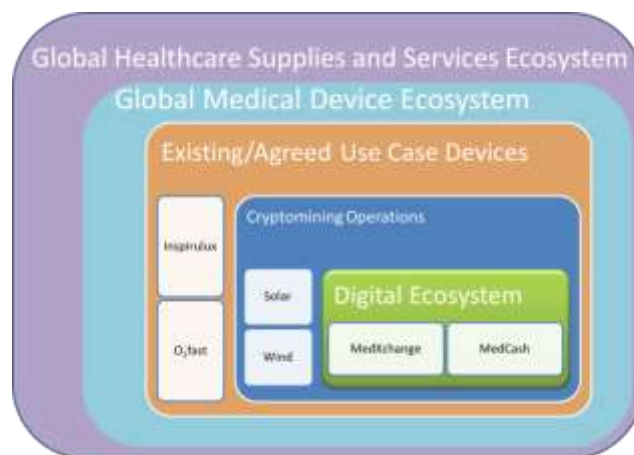 Global Healthcare Supplies and Services Ecosystem
Global Medical Device Ecosystem
Existing/Agreed Use Case Devices
Inspirulux
Cryptomining Operations
Solar
Digital Ecosystem
O₂fast
Wind
MedXchange
MedCash